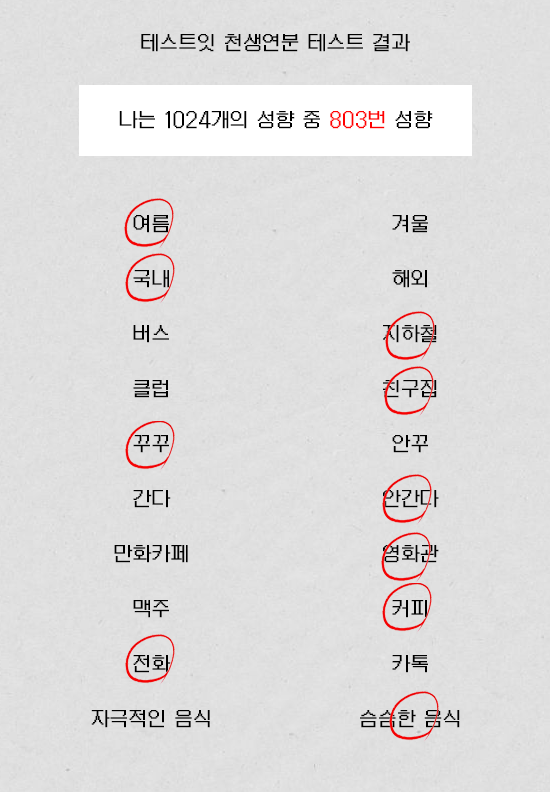 테스트잇 천생연분 테스트 결과
나는 1024개의 성향 중 803번 성향
여름 겨울
국내 해외
버스 지하철
클럽 친구집
꾸꾸 안꾸
간다 안간다
만화카페 영화관
맥주 커피
전화 카톡
자극적인 음식 슴슴한 음식